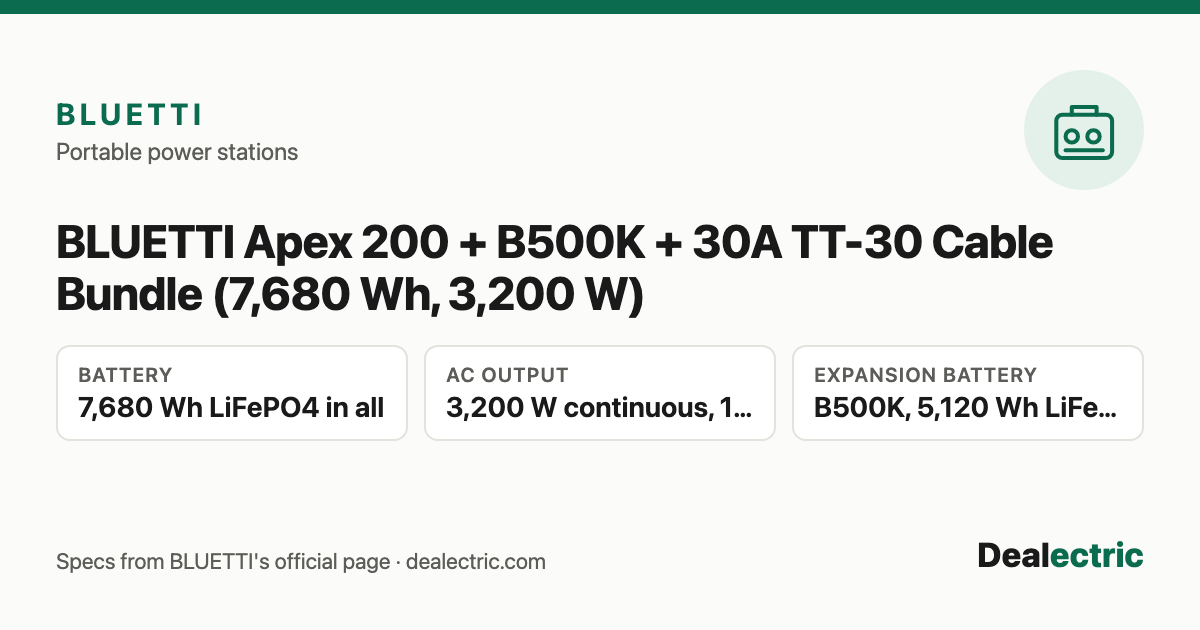 BLUETTI
Portable power stations
BLUETTI Apex 200 + B500K + 30A TT-30 Cable
Bundle (7,680 Wh, 3,200 W)
BATTERY
7,680 Wh LiFePO4 in all
AC OUTPUT
3,200 W continuous, 1...
EXPANSION BATTERY
B500K, 5,120 Wh LiFe...
Specs from BLUETTI's official page · dealectric.com
Dealectric